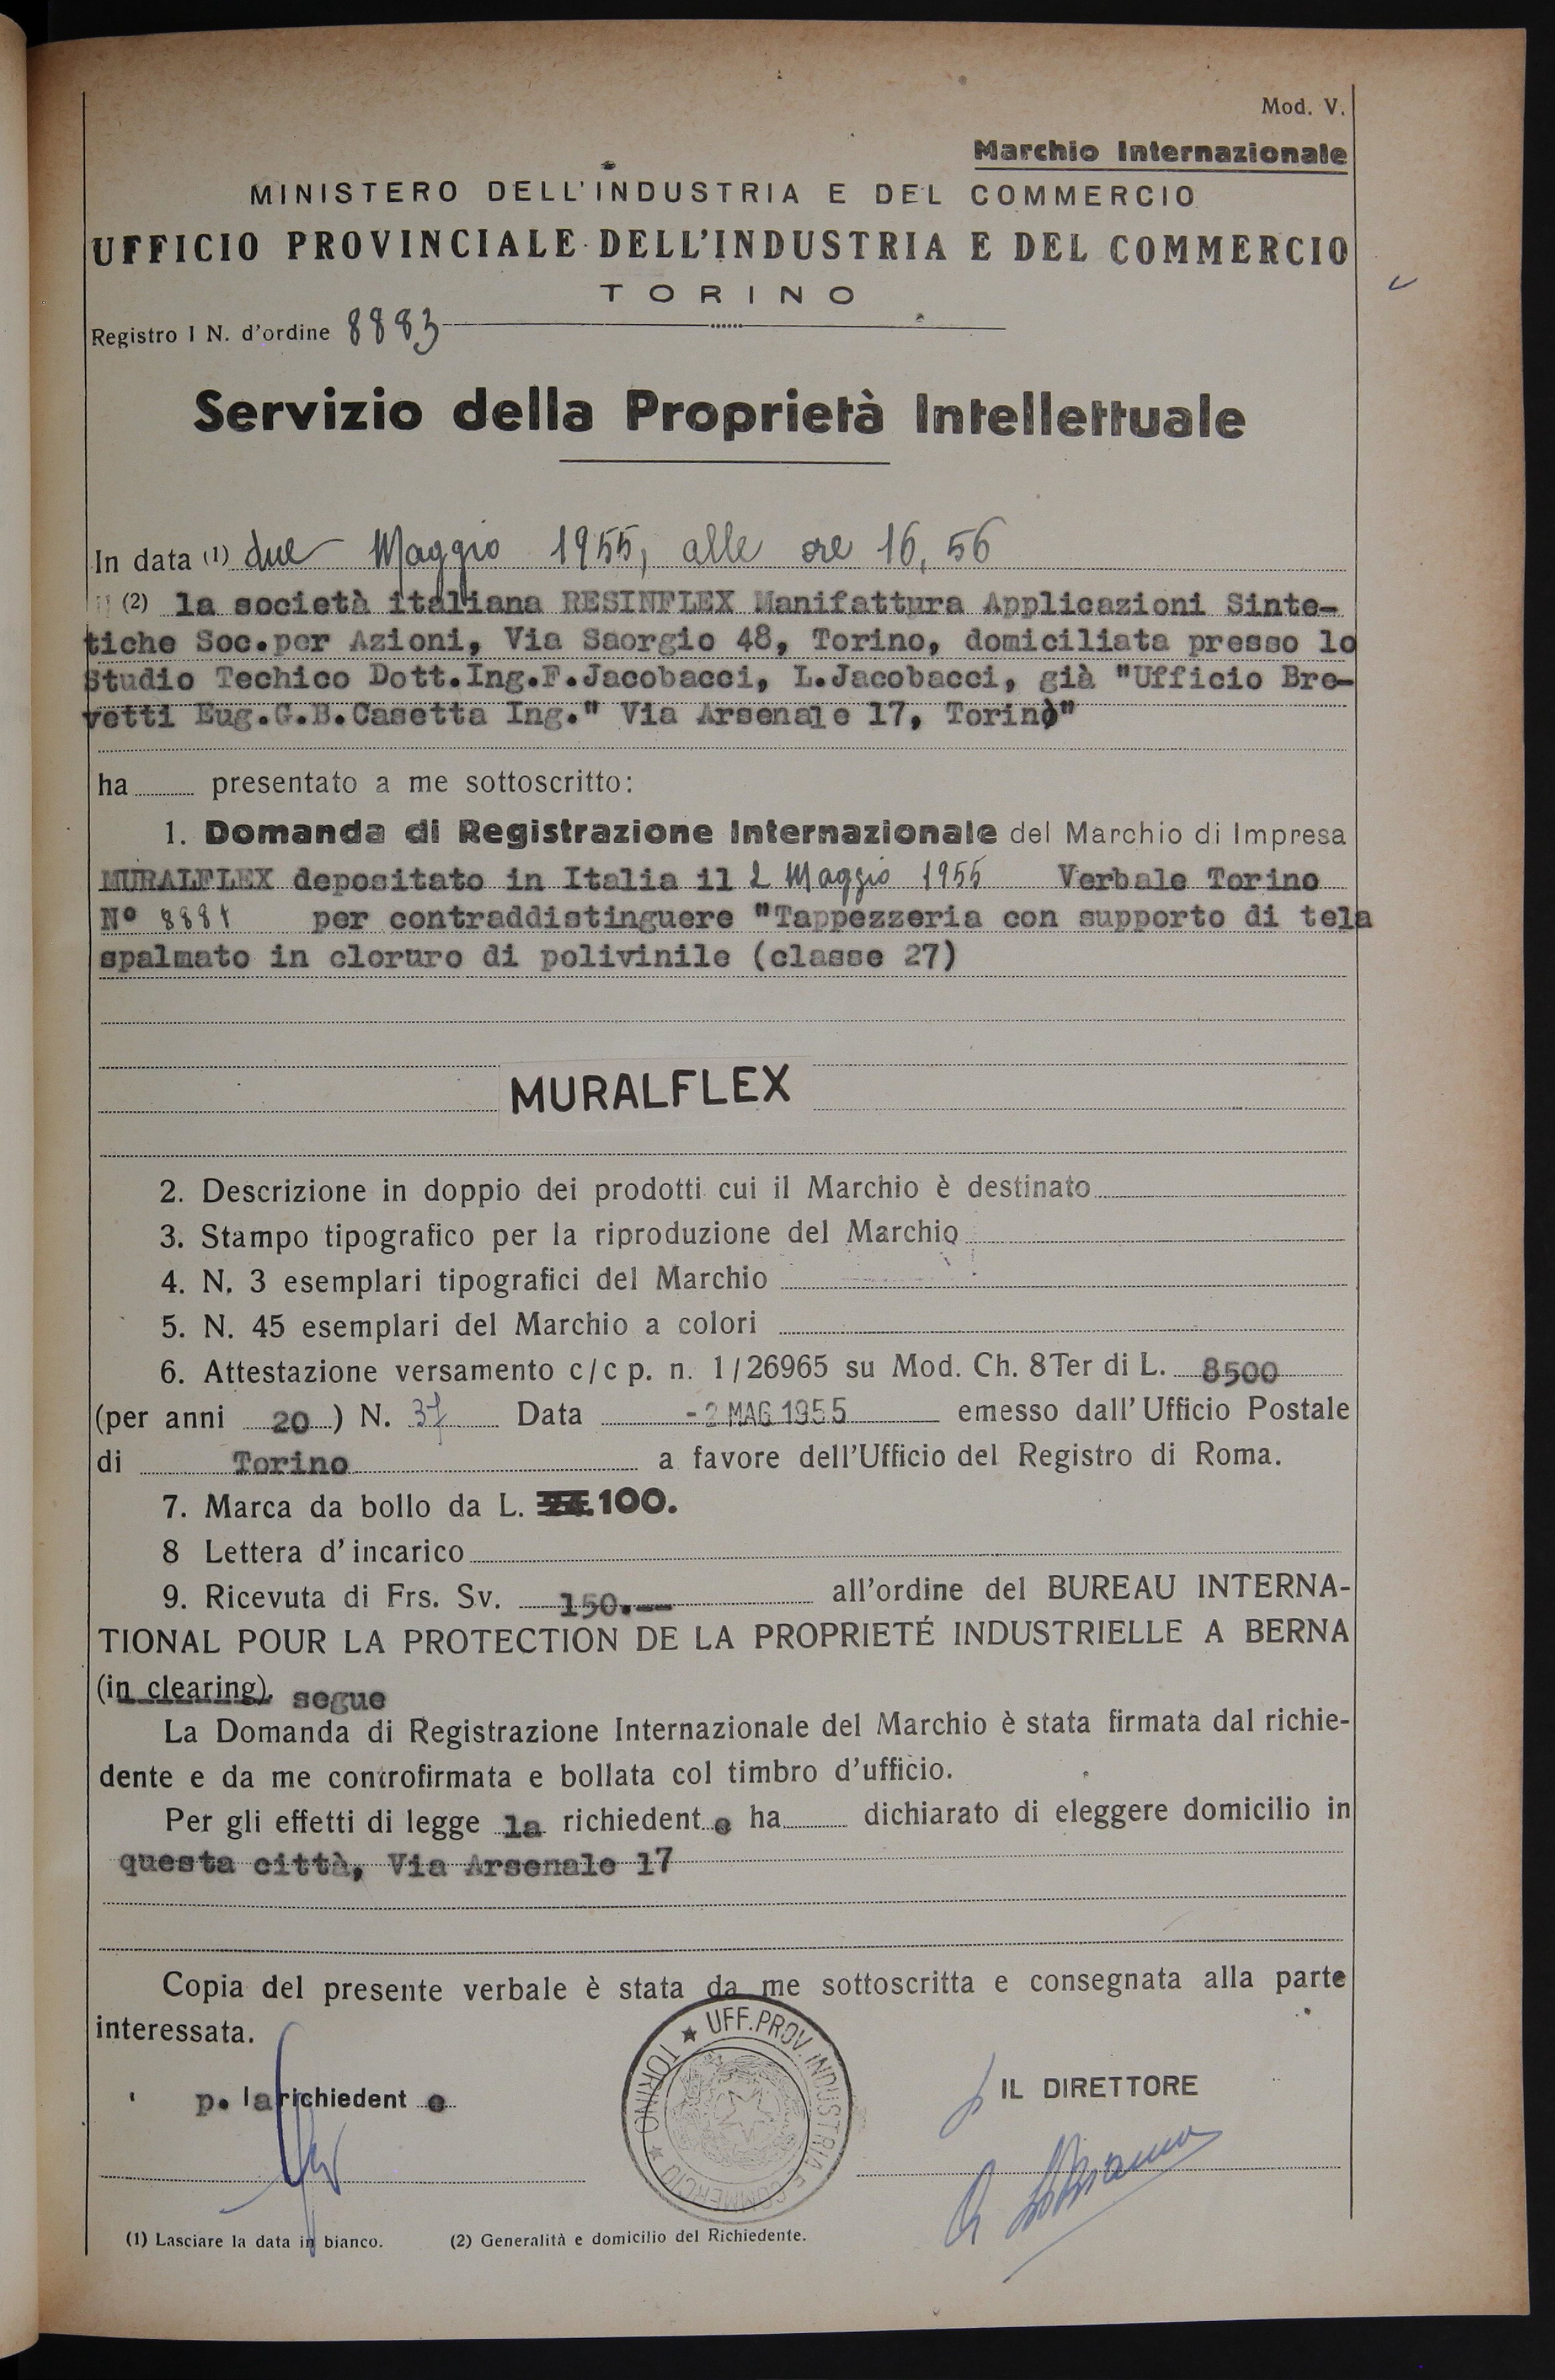 Mod. V.
Marchio Internazionale
MINISTERO DELL'INDUSTRIA E DEL COMMERCIO
UFFICIO PROVINCIALE DELL'INDUSTRIA E DEL COMMERCIO
TORINO
Registro I N. d'ordine 8883
Servizio della Proprietà Intellettuale
In data (1) due Maggio 1955, alle ore 16,56
(2) la società italiana RESINFLEX Manifattura Applicazioni Sinte-
tiche Soc.per Azioni, Via Saorgio 48, Torino, domiciliata presso lo
Studio Techico Dott.Ing.F.Jacobacci, L.Jacobacci, già "Ufficio Bre-
vetti Eug.G.B.Casetta Ing." Via Arsenale 17, Torino"
ha presentato a me sottoscritto:
1. Domanda di Registrazione Internazionale del Marchio di Impresa
MURALFLEX depositato in Italia il 2 Maggio 1955 Verbale Torino
N° 8881 per contraddistinguere "Tappezzeria con supporto di tela
spalmato in cloruro di polivinile (classe 27)
MURALFLEX
2. Descrizione in doppio dei prodotti cui il Marchio è destinato
3. Stampo tipografico per la riproduzione del Marchio
4. N. 3 esemplari tipografici del Marchio
5. N. 45 esemplari del Marchio a colori
6. Attestazione versamento c/c p. n. 1/26965 su Mod. Ch. 8Ter di L. 8500
(per anni 20) N. 37 Data -2 MAG 1955 emesso dall'Ufficio Postale
di Torino a favore dell'Ufficio del Registro di Roma.
7. Marca da bollo da L. 100.
8 Lettera d'incarico
9. Ricevuta di Frs. Sv. 150.-- all'ordine del BUREAU INTERNA-
TIONAL POUR LA PROTECTION DE LA PROPRIETÉ INDUSTRIELLE A BERNA
(in clearing). segue
La Domanda di Registrazione Internazionale del Marchio è stata firmata dal richie-
dente e da me controfirmata e bollata col timbro d'ufficio.
Per gli effetti di legge la richiedente ha dichiarato di eleggere domicilio in
questa città, Via Arsenale 17
Copia del presente verbale è stata da me sottoscritta e consegnata alla parte
interessata.
UFF. PROV. INDUSTRIA E COMMERCIO ★ TORINO ★
p. la richiedente
IL DIRETTORE
(1) Lasciare la data in bianco. (2) Generalità e domicilio del Richiedente.